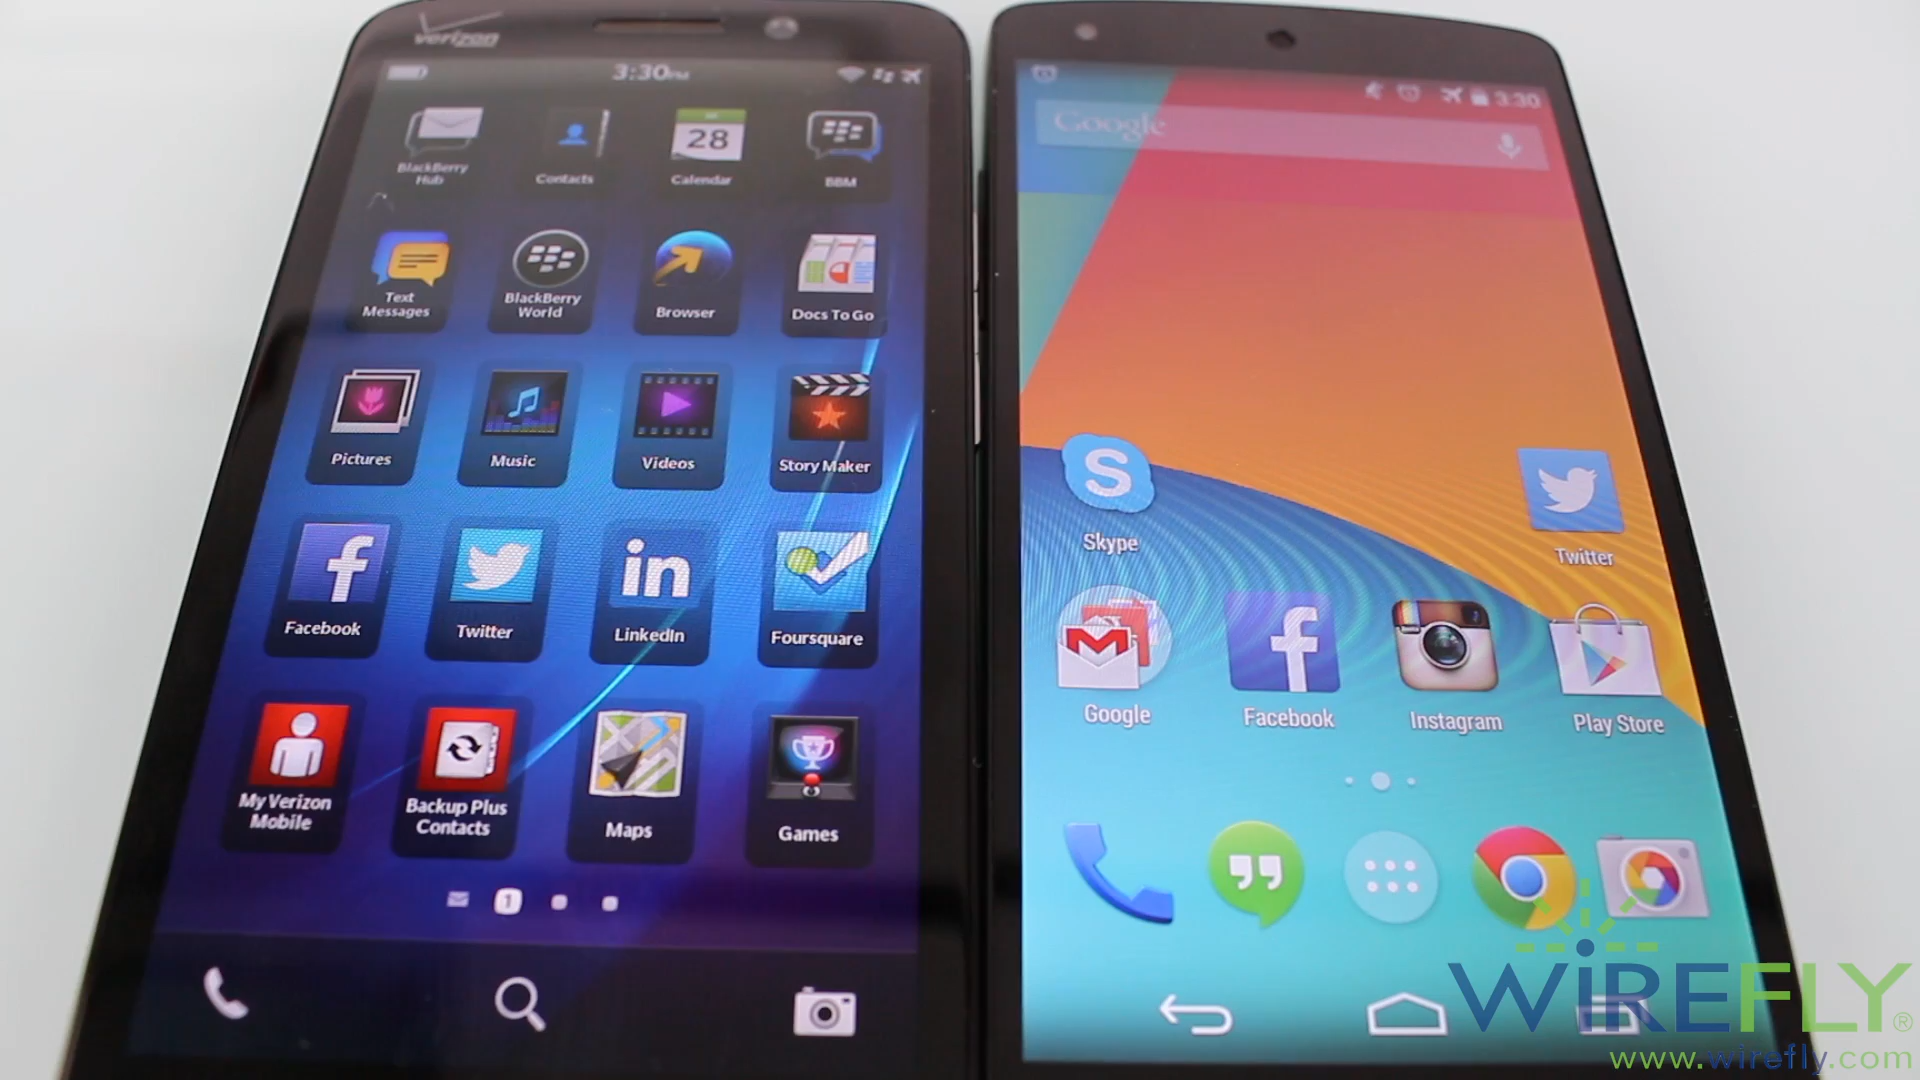 verizon
3:30PM
BlackBerry
Hub
Contacts
28
Calendar
BBM
Text
Messages
BlackBerry
World
Browser
Docs To Go
Pictures
Music
Videos
Story Maker
f
Facebook
Twitter
in
LinkedIn
Foursquare
My Verizon
Mobile
Backup Plus
Contacts
Maps
Games
1
3:30
Google
S
Skype
Twitter
M
Google
f
Facebook
Instagram
Play Store
WIREFLY®
www.wirefly.com